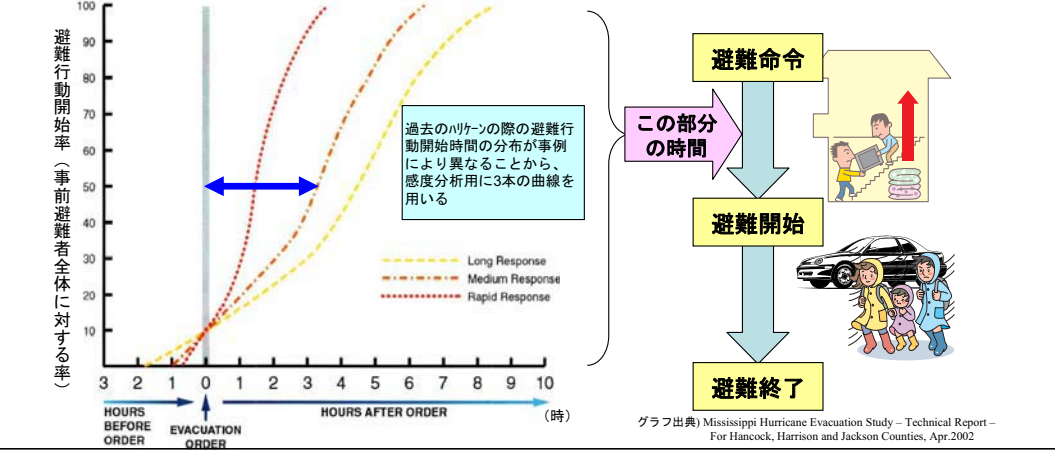 避難行動開始率（事前避難者全体に対する率）
100
90
80
70
60
50
40
30
20
10
3 2 1 0 1 2 3 4 5 6 7 8 9 10
HOURS
BEFORE
ORDER
EVACUATION
ORDER
HOURS AFTER ORDER
（時）
Long Response
Medium Response
Rapid Response
過去のﾊﾘｹｰﾝの際の避難行
動開始時間の分布が事例
により異なることから、
感度分析用に3本の曲線を
用いる
この部分
の時間
避難命令
避難開始
避難終了
グラフ出典) Mississippi Hurricane Evacuation Study – Technical Report –
For Hancock, Harrison and Jackson Counties, Apr.2002